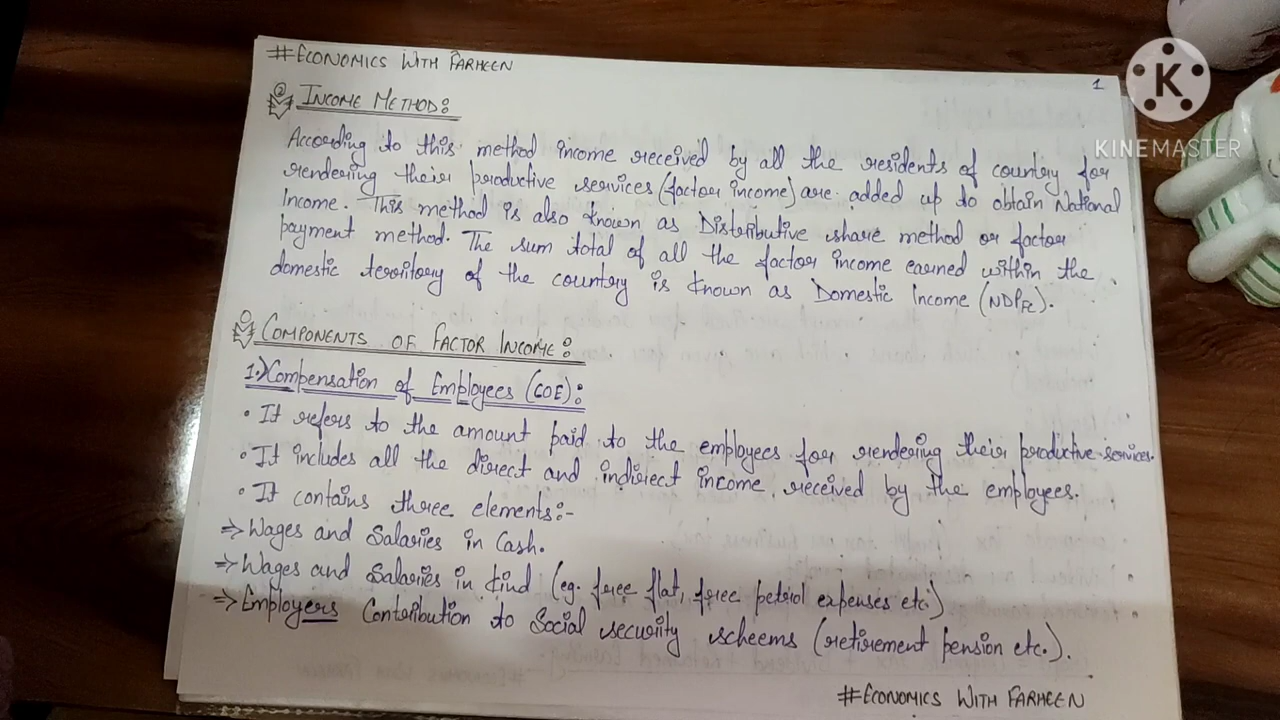 #ECONOMICS WITH FARHEEN
1
K
KINEMASTER
② INCOME METHOD:
According to this method income received by all the residents of country for
rendering their productive services (factor income) are added up to obtain National
Income. This method is also known as Distributive share method or factor
payment method. The sum total of all the factor income earned within the
domestic territory of the country is known as Domestic Income (NDPFC).
COMPONENTS OF FACTOR INCOME:
1.) Compensation of Employees (COE):
• It refers to the amount paid to the employees for rendering their productive services.
• It includes all the direct and indirect income received by the employees.
• It contains three elements:-
⇒ Wages and Salaries in Cash.
⇒ Wages and Salaries in kind (eg. free flat, free petrol expenses etc.)
⇒ Employers Contribution to Social security scheems (retirement pension etc.).
#ECONOMICS WITH FARHEEN